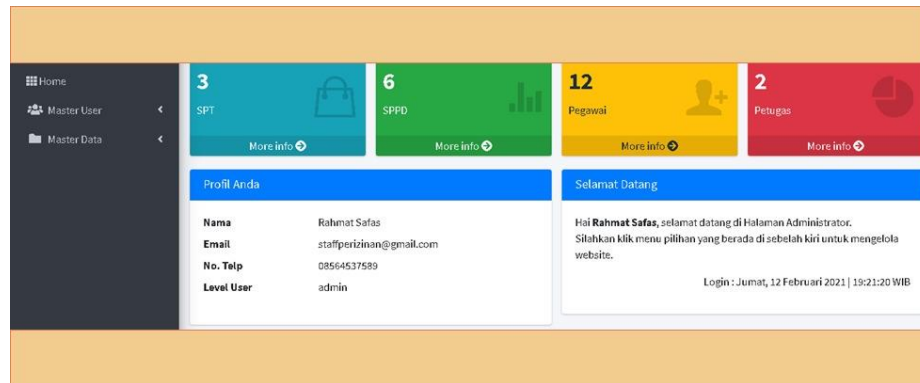 Home
Master User
Master Data
3
SPT
More info
6
SPPD
More info
12
Pegawai
More info
2
Petugas
More info
Profil Anda
Nama Rahmat Safas
Email staffperizinan@gmail.com
No. Telp 08564537589
Level User admin
Selamat Datang
Hai Rahmat Safas, selamat datang di Halaman Administrator.
Silahkan klik menu pilihan yang berada di sebelah kiri untuk mengelola
website.
Login : Jumat, 12 Februari 2021 | 19:21:20 WIB